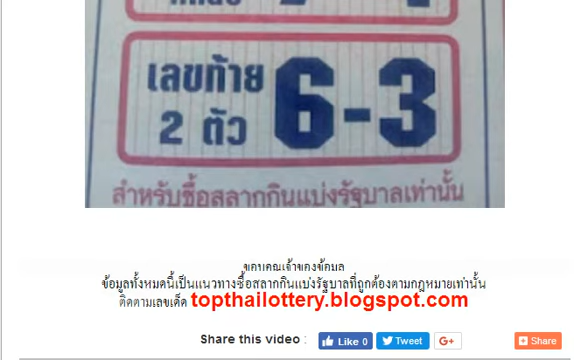 เลขท้าย
2 ตัว
6-3
สำหรับซื้อสลากกินแบ่งรัฐบาลเท่านั้น
ขอบคุณเจ้าของข้อมูล
ข้อมูลทั้งหมดนี้เป็นแนวทางซื้อสลากกินแบ่งรัฐบาลที่ถูกต้องตามกฎหมายเท่านั้น
ติดตามเลขเด็ด topthailottery.blogspot.com
Share this video :
Like 0
Tweet
G+
Share